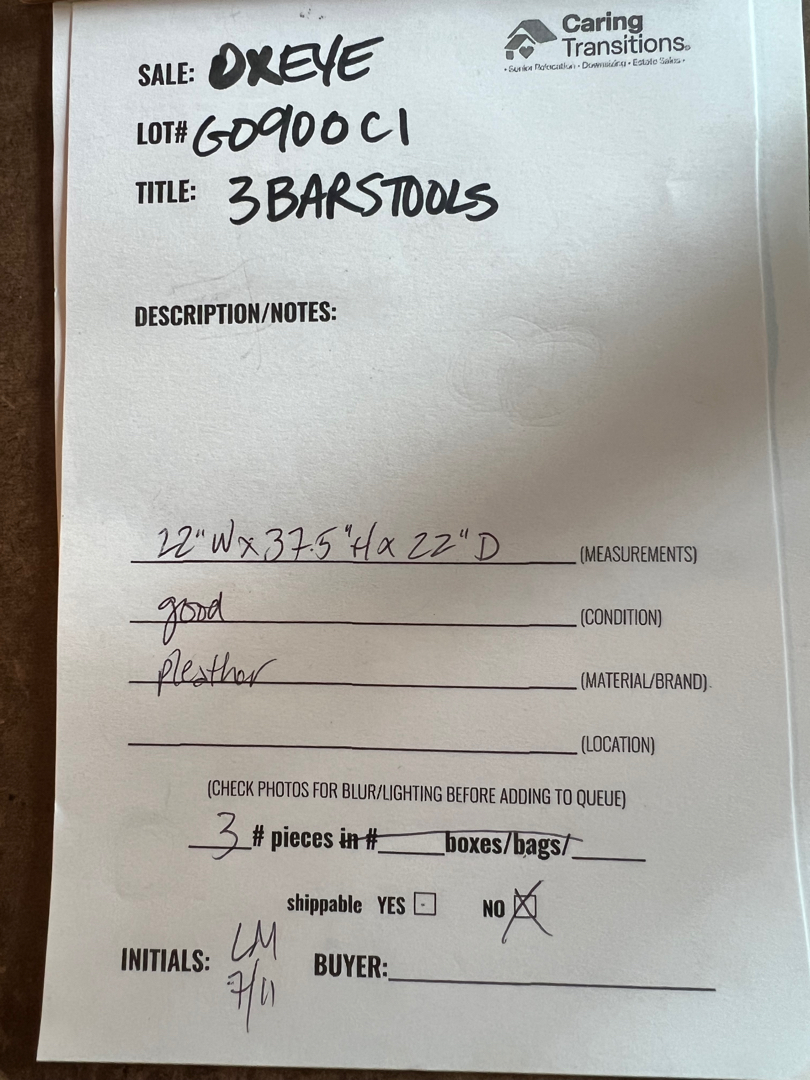 Caring
Transitions
• Senior Relocation • Downsizing • Estate Sales •
SALE: OXEYE
LOT# G0900C1
TITLE: 3 BARSTOOLS
DESCRIPTION/NOTES:
22" W x 37.5" H x 22" D (MEASUREMENTS)
good (CONDITION)
pleather (MATERIAL/BRAND)
(LOCATION)
(CHECK PHOTOS FOR BLUR/LIGHTING BEFORE ADDING TO QUEUE)
3 # pieces in # boxes/bags/
shippable YES NO
INITIALS: LM BUYER:
7/11